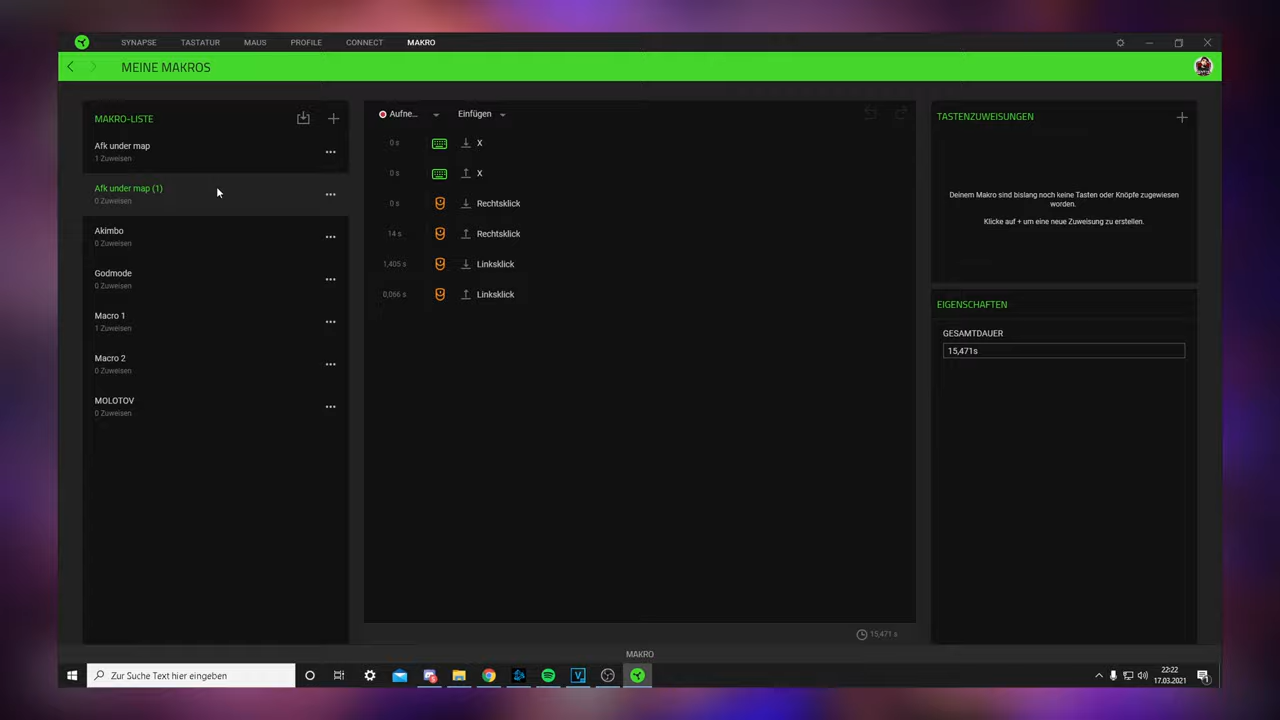 SYNAPSE TASTATUR MAUS PROFILE CONNECT MAKRO
MEINE MAKROS
MAKRO-LISTE
Afk under map
1 Zuweisen
Afk under map (1)
0 Zuweisen
Akimbo
0 Zuweisen
Godmode
0 Zuweisen
Macro 1
1 Zuweisen
Macro 2
0 Zuweisen
MOLOTOV
0 Zuweisen
Aufne... Einfügen
0 s X
0 s X
0 s Rechtsklick
14 s Rechtsklick
1,405 s Linksklick
0,066 s Linksklick
15,471 s
TASTENZUWEISUNGEN
Deinem Makro sind bislang noch keine Tasten oder Knöpfe zugewiesen
worden.
Klicke auf + um eine neue Zuweisung zu erstellen.
EIGENSCHAFTEN
GESAMTDAUER
15,471s
MAKRO
Zur Suche Text hier eingeben
22:22
17.03.2021